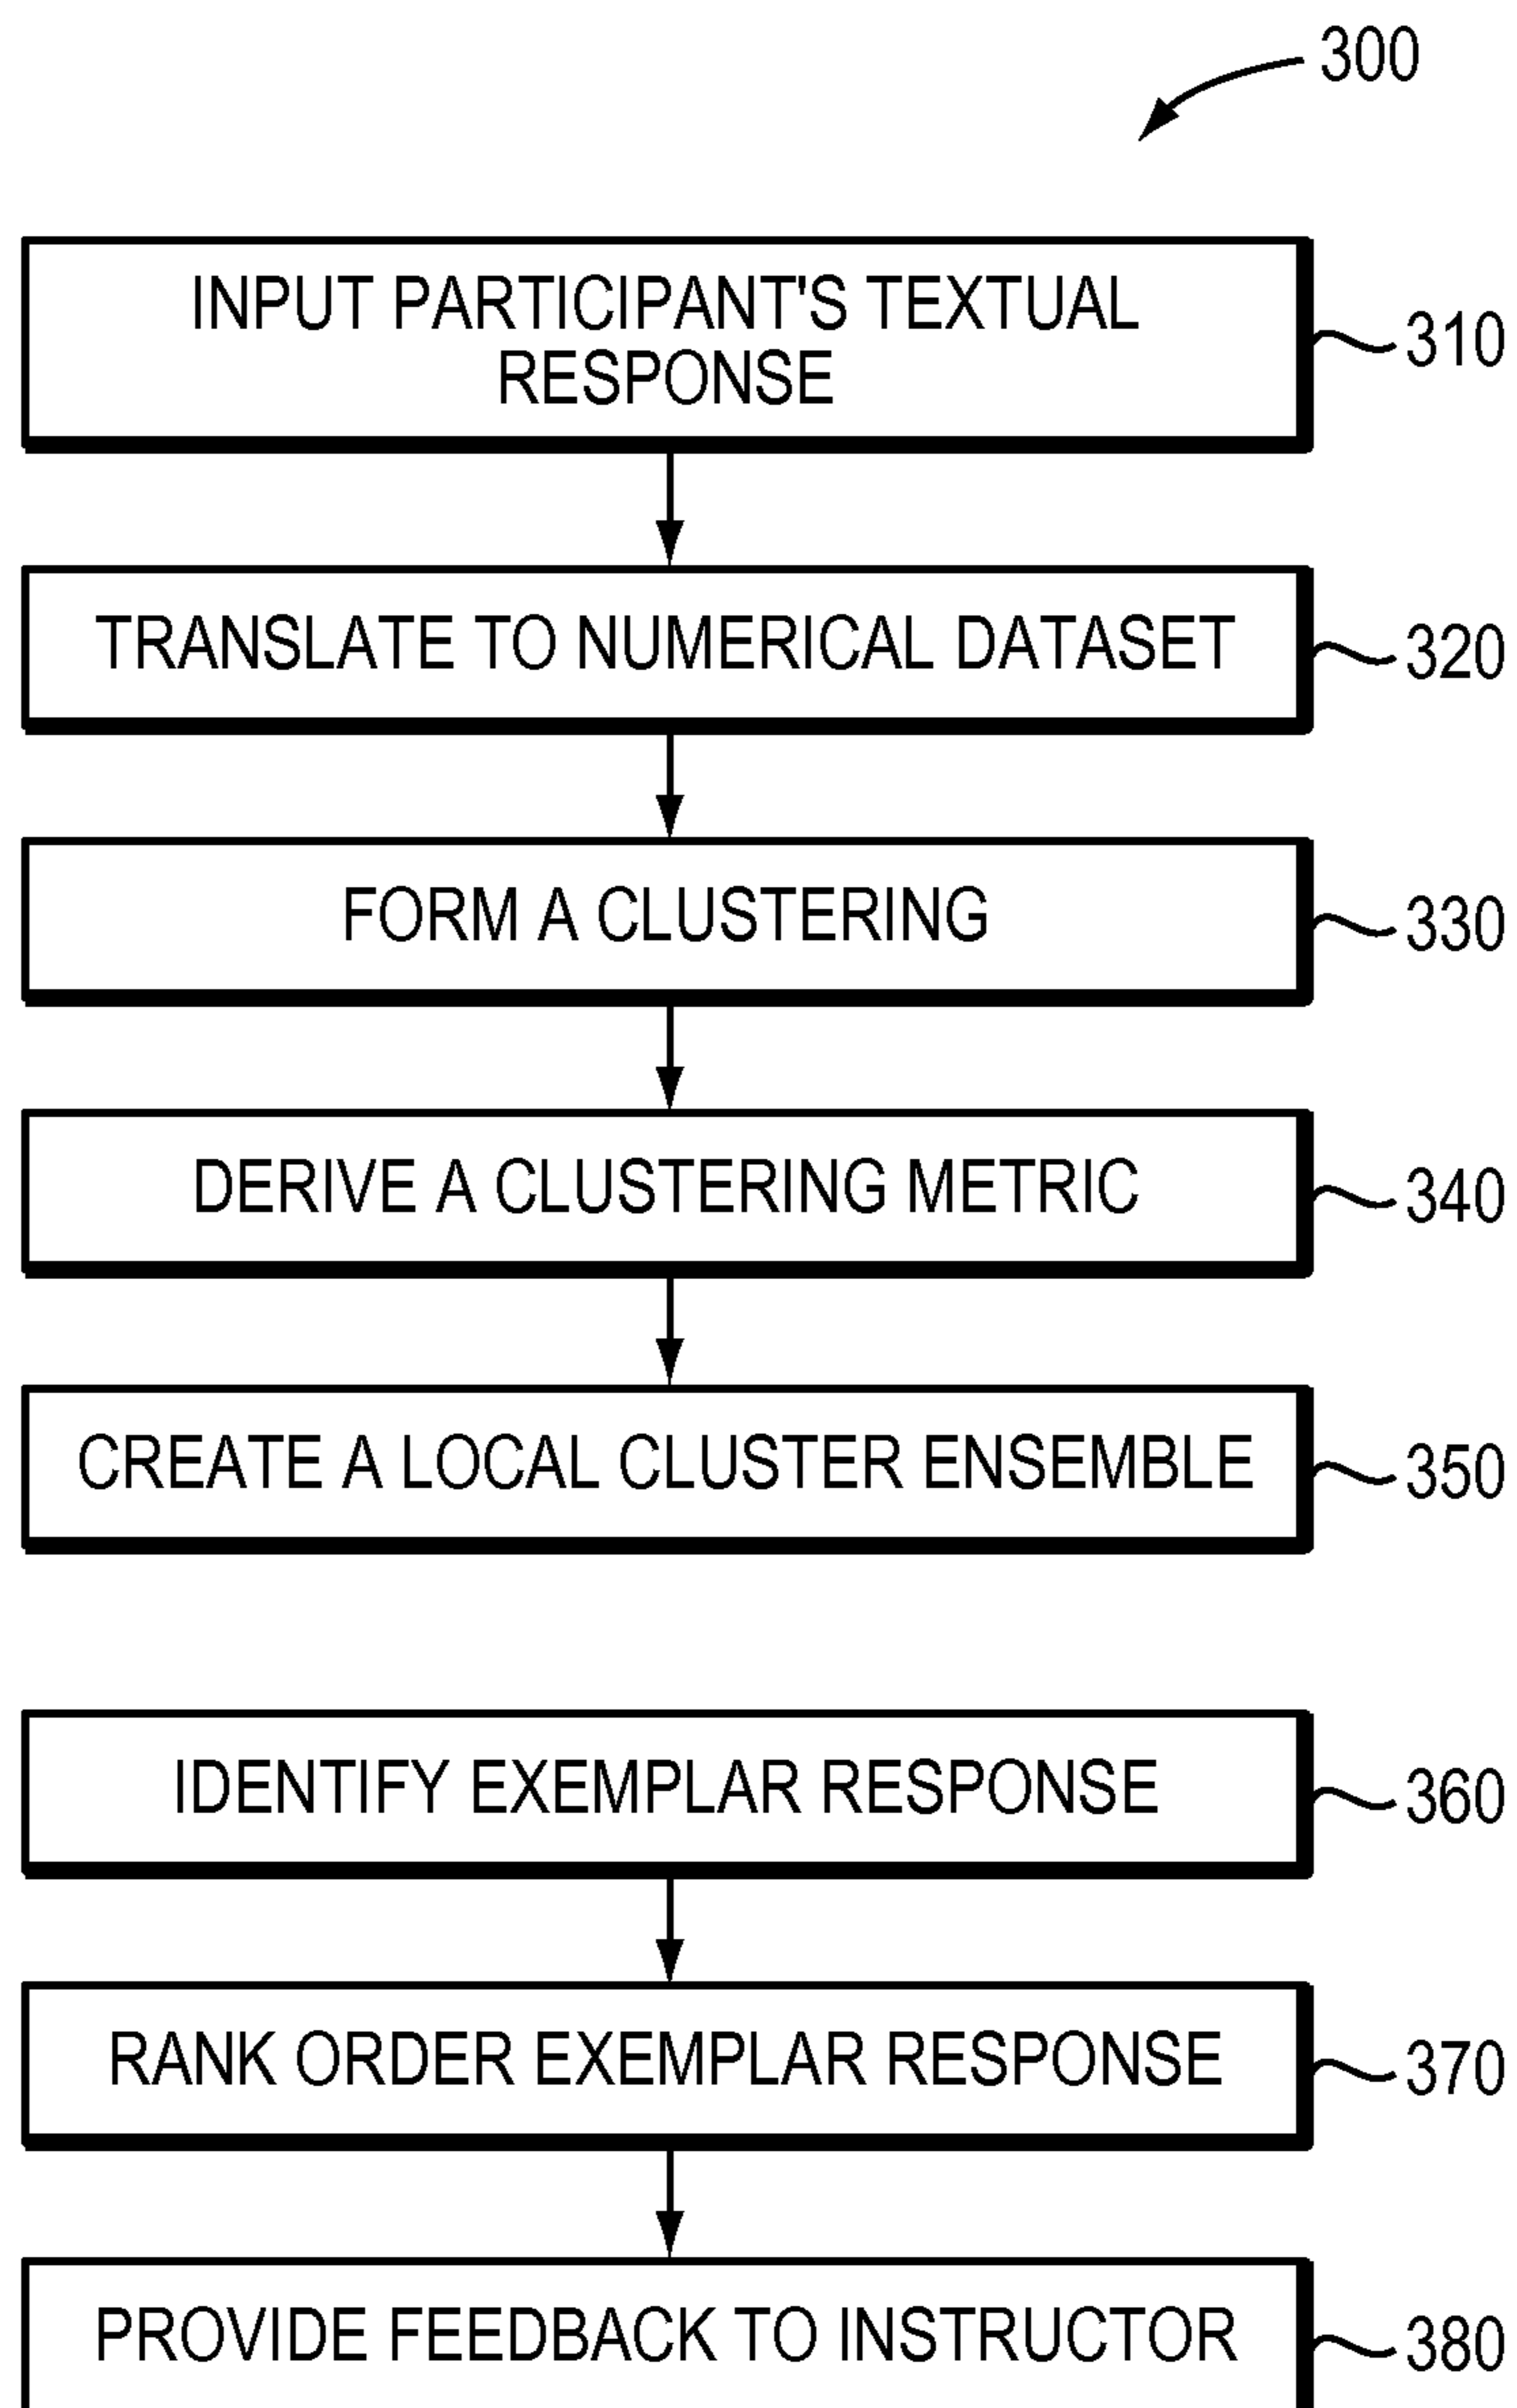 300
INPUT PARTICIPANT'S TEXTUAL
RESPONSE
310
TRANSLATE TO NUMERICAL DATASET
320
FORM A CLUSTERING
330
DERIVE A CLUSTERING METRIC
340
CREATE A LOCAL CLUSTER ENSEMBLE
350
IDENTIFY EXEMPLAR RESPONSE
360
RANK ORDER EXEMPLAR RESPONSE
370
PROVIDE FEEDBACK TO INSTRUCTOR
380